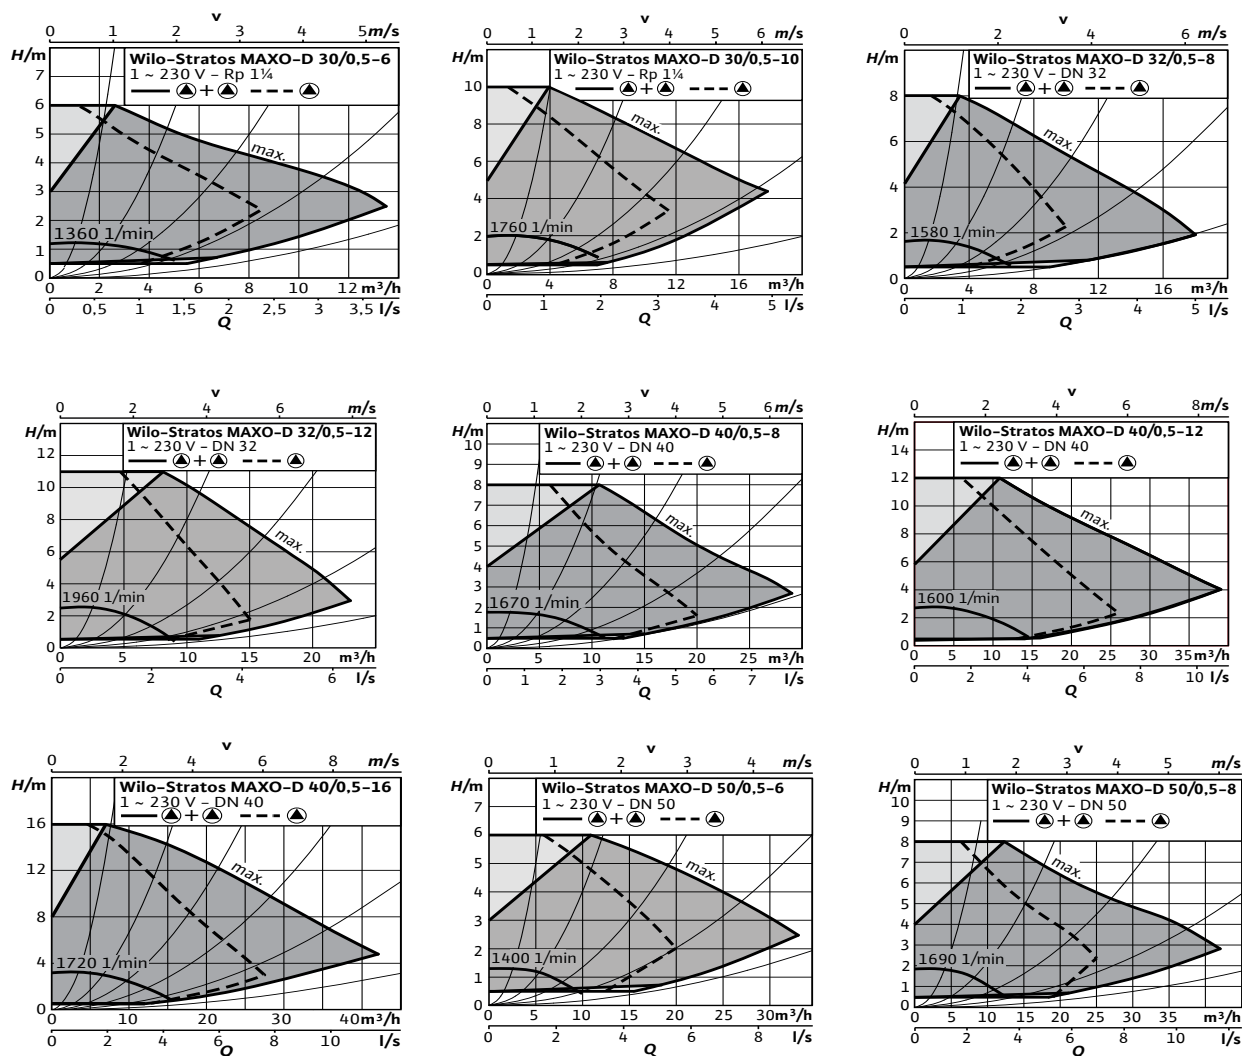 v
0 1 2 3 4 5 m/s
H/m
Wilo-Stratos MAXO-D 30/0,5-6
1 ~ 230 V - Rp 1¼
+
7
6
5
4
3
2
1
0
max.
1360 1/min
0 2 4 6 8 10 12 m³/h
0 0,5 1 1,5 2 2,5 3 3,5 l/s
Q
v
0 1 2 3 4 5 6 m/s
H/m
Wilo-Stratos MAXO-D 30/0,5-10
1 ~ 230 V - Rp 1¼
+
10
8
6
4
2
0
max.
1760 1/min
0 4 8 12 16 m³/h
0 1 2 3 4 5 l/s
Q
v
0 2 4 6 m/s
H/m
Wilo-Stratos MAXO-D 32/0,5-8
1 ~ 230 V - DN 32
+
8
6
4
2
0
max.
1580 1/min
0 4 8 12 16 m³/h
0 1 2 3 4 5 l/s
Q
v
0 2 4 6 m/s
H/m
Wilo-Stratos MAXO-D 32/0,5-12
1 ~ 230 V - DN 32
+
12
10
8
6
4
2
0
max.
1960 1/min
0 5 10 15 20 m³/h
0 2 4 6 l/s
Q
v
0 1 2 3 4 5 6 m/s
H/m
Wilo-Stratos MAXO-D 40/0,5-8
1 ~ 230 V - DN 40
+
10
9
8
7
6
5
4
3
2
1
0
max.
1670 1/min
0 5 10 15 20 25 m³/h
0 1 2 3 4 5 6 7 l/s
Q
v
0 2 4 6 8 m/s
H/m
Wilo-Stratos MAXO-D 40/0,5-12
1 ~ 230 V - DN 40
+
14
12
10
8
6
4
2
0
max.
1600 1/min
0 5 10 15 20 25 30 35 m³/h
0 2 4 6 8 10 l/s
Q
v
0 2 4 6 8 m/s
H/m
Wilo-Stratos MAXO-D 40/0,5-16
1 ~ 230 V - DN 40
+
16
12
8
4
0
max.
1720 1/min
0 10 20 30 40 m³/h
0 2 4 6 8 10 l/s
Q
v
0 1 2 3 4 m/s
H/m
Wilo-Stratos MAXO-D 50/0,5-6
1 ~ 230 V - DN 50
+
7
6
5
4
3
2
1
0
max.
1400 1/min
0 5 10 15 20 25 30 m³/h
0 2 4 6 8 l/s
Q
v
0 1 2 3 4 5 6 m/s
H/m
Wilo-Stratos MAXO-D 50/0,5-8
1 ~ 230 V - DN 50
+
10
9
8
7
6
5
4
3
2
1
0
max.
1690 1/min
0 5 10 15 20 25 30 35 m³/h
0 2 4 6 8 10 l/s
Q